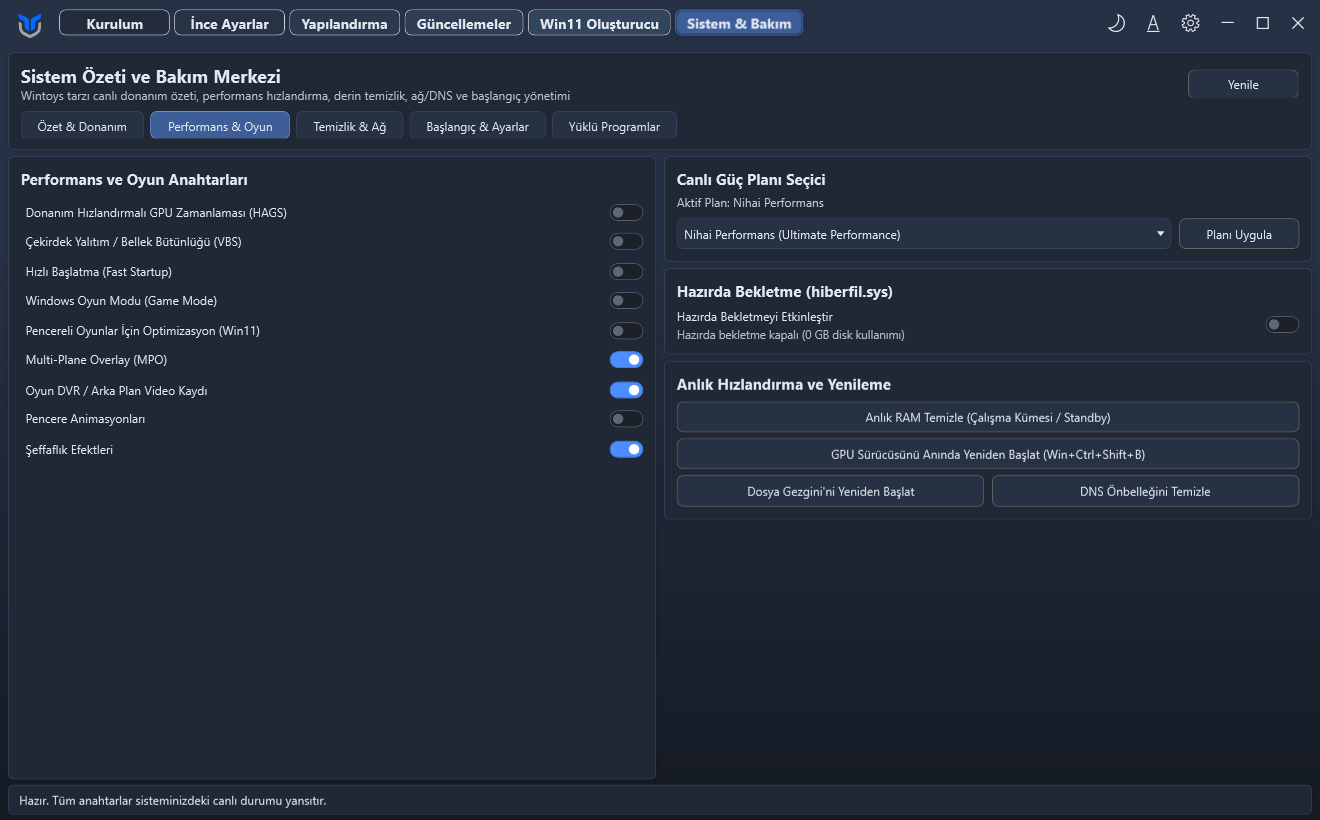 Kurulum
İnce Ayarlar
Yapılandırma
Güncellemeler
Win11 Oluşturucu
Sistem & Bakım
Sistem Özeti ve Bakım Merkezi
Wintoys tarzı canlı donanım özeti, performans hızlandırma, derin temizlik, ağ/DNS ve başlangıç yönetimi
Yenile
Özet & Donanım
Performans & Oyun
Temizlik & Ağ
Başlangıç & Ayarlar
Yüklü Programlar
Performans ve Oyun Anahtarları
Donanım Hızlandırmalı GPU Zamanlaması (HAGS)
Çekirdek Yalıtım / Bellek Bütünlüğü (VBS)
Hızlı Başlatma (Fast Startup)
Windows Oyun Modu (Game Mode)
Pencereli Oyunlar İçin Optimizasyon (Win11)
Multi-Plane Overlay (MPO)
Oyun DVR / Arka Plan Video Kaydı
Pencere Animasyonları
Şeffaflık Efektleri
Canlı Güç Planı Seçici
Aktif Plan: Nihai Performans
Nihai Performans (Ultimate Performance)
Planı Uygula
Hazırda Bekletme (hiberfil.sys)
Hazırda Bekletmeyi Etkinleştir
Hazırda bekletme kapalı (0 GB disk kullanımı)
Anlık Hızlandırma ve Yenileme
Anlık RAM Temizle (Çalışma Kümesi / Standby)
GPU Sürücüsünü Anında Yeniden Başlat (Win+Ctrl+Shift+B)
Dosya Gezgini'ni Yeniden Başlat
DNS Önbelleğini Temizle
Hazır. Tüm anahtarlar sisteminizdeki canlı durumu yansıtır.